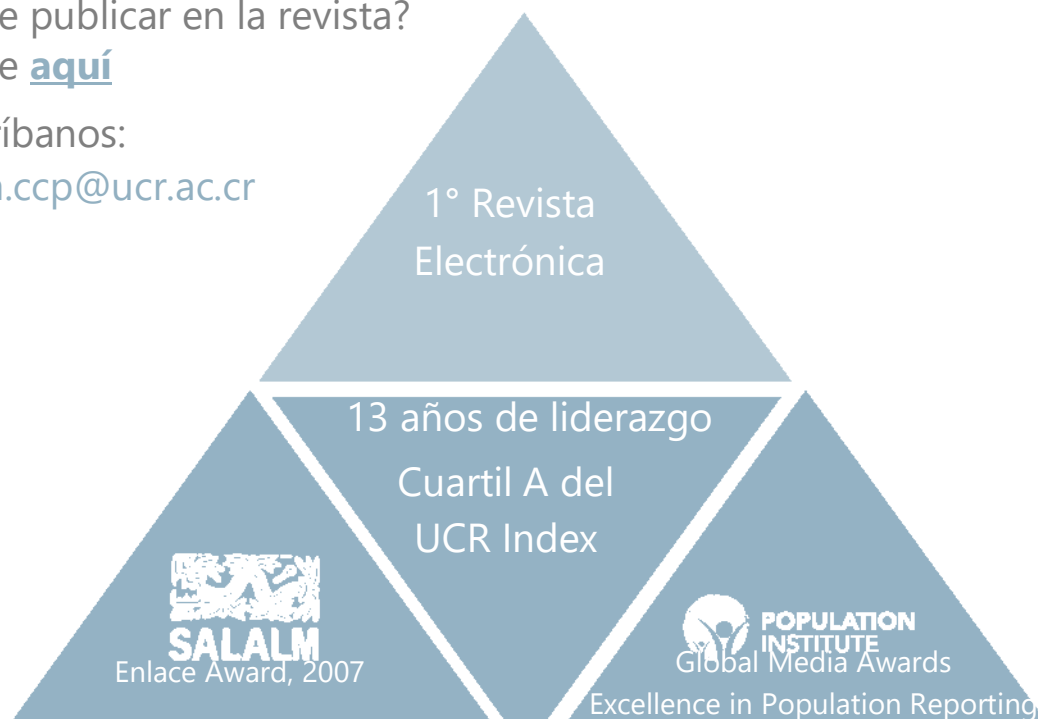 e publicar en la revista?
e aquí
íbanos:
.ccp@ucr.ac.cr
1° Revista
Electrónica
13 años de liderazgo
Cuartil A del
UCR Index
SALALM
Enlace Award, 2007
POPULATION
INSTITUTE
Global Media Awards
Excellence in Population Reporting